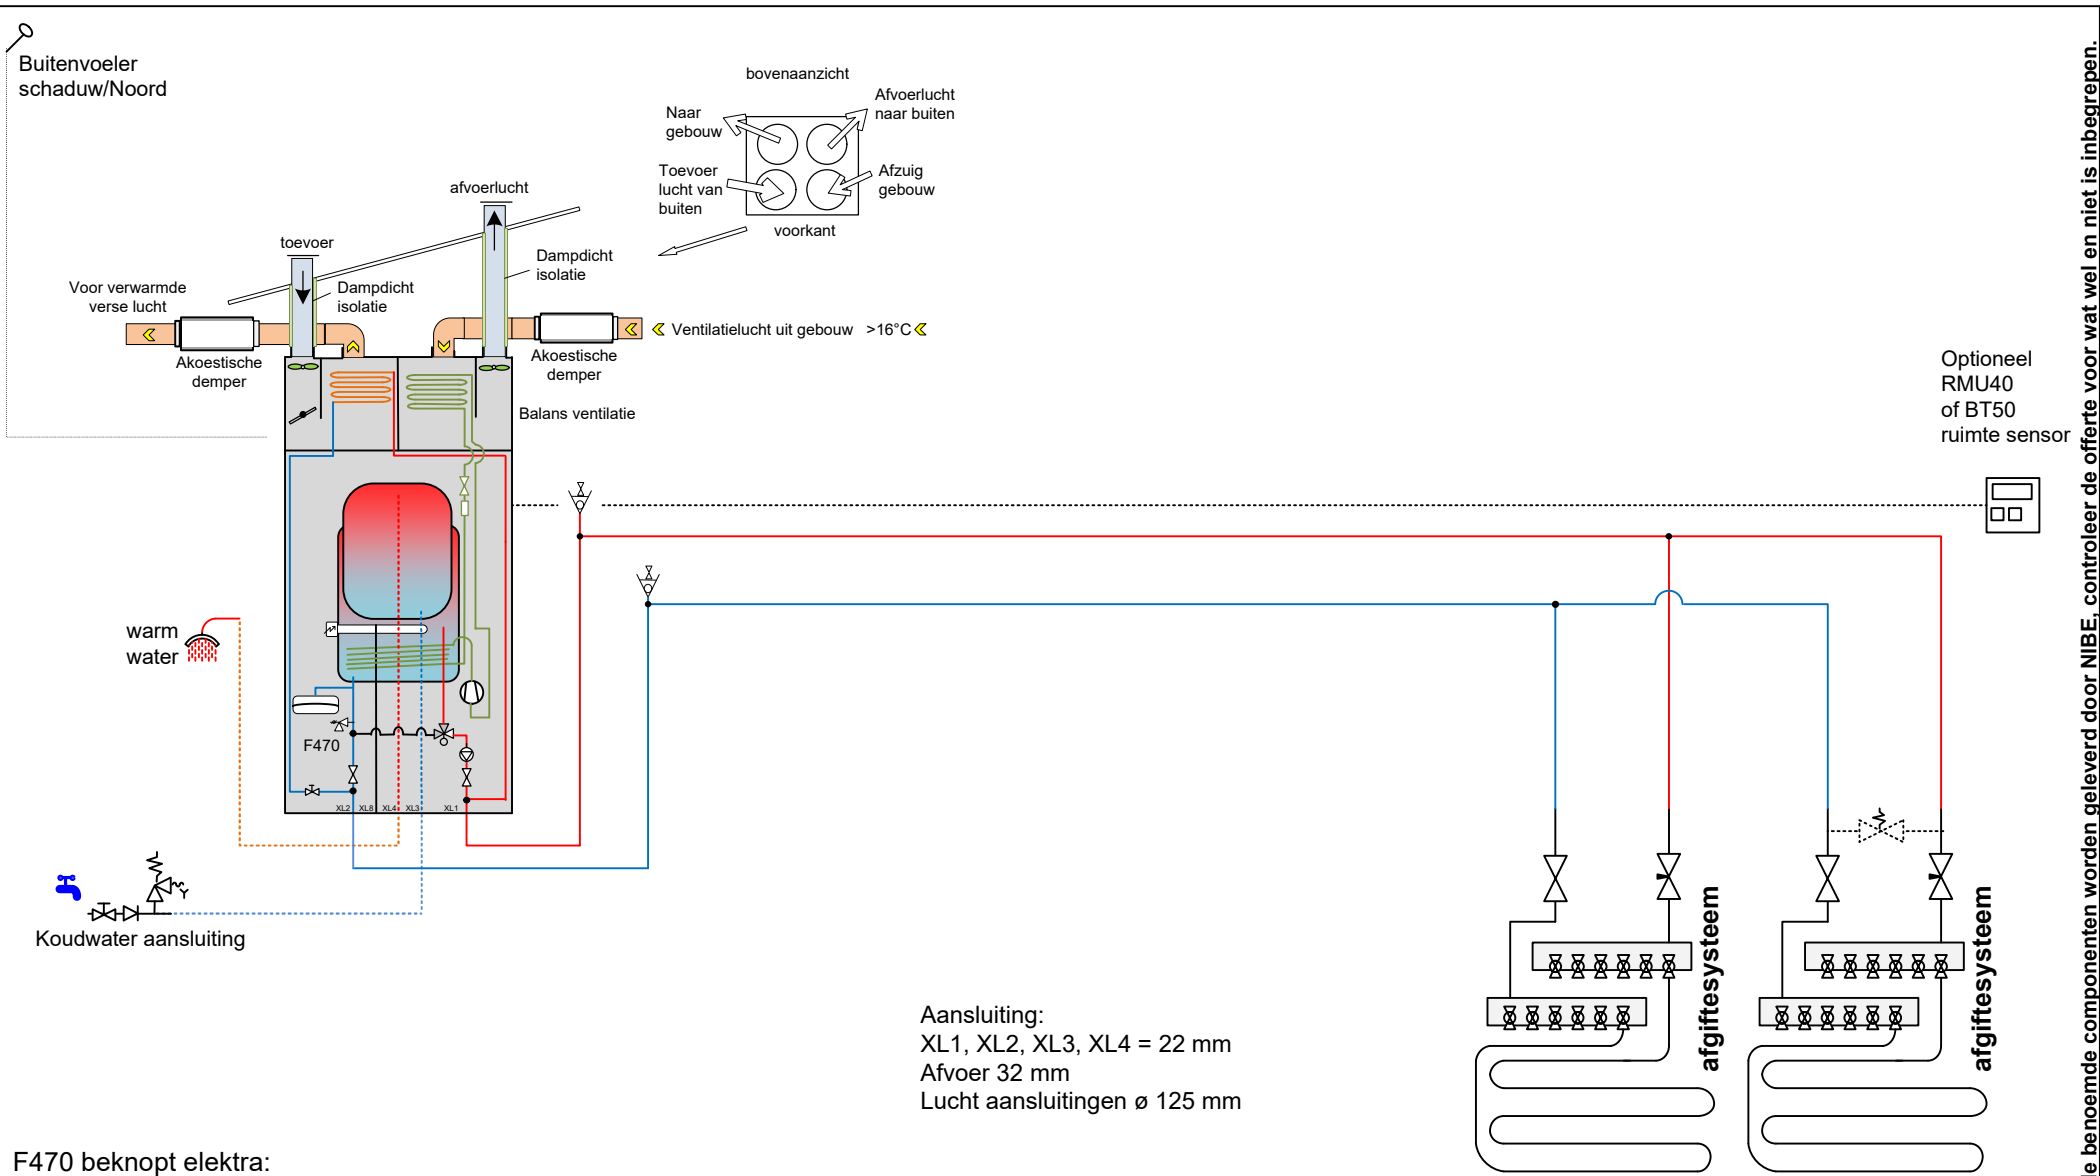 Buitenvoeler
schaduw/Noord
bovenaanzicht
Naar
gebouw
Afvoerlucht
naar buiten
Toevoer
lucht van
buiten
Afzuig
gebouw
voorkant
afvoerlucht
toevoer
Dampdicht
isolatie
Voor verwarmde
verse lucht
Dampdicht
isolatie
Ventilatielucht uit gebouw >16°C
Akoestische
demper
Akoestische
demper
Balans ventilatie
Optioneel
RMU40
of BT50
ruimte sensor
warm
water
F470
XL2 XL8 XL4 XL3 XL1
Koudwater aansluiting
Aansluiting:
XL1, XL2, XL3, XL4 = 22 mm
Afvoer 32 mm
Lucht aansluitingen ø 125 mm
afgiftesysteem
afgiftesysteem
F470 beknopt elektra:
benoemde componenten worden geleverd door NIBE, controleer de offerte voor wat wel en niet is inbegrepen.